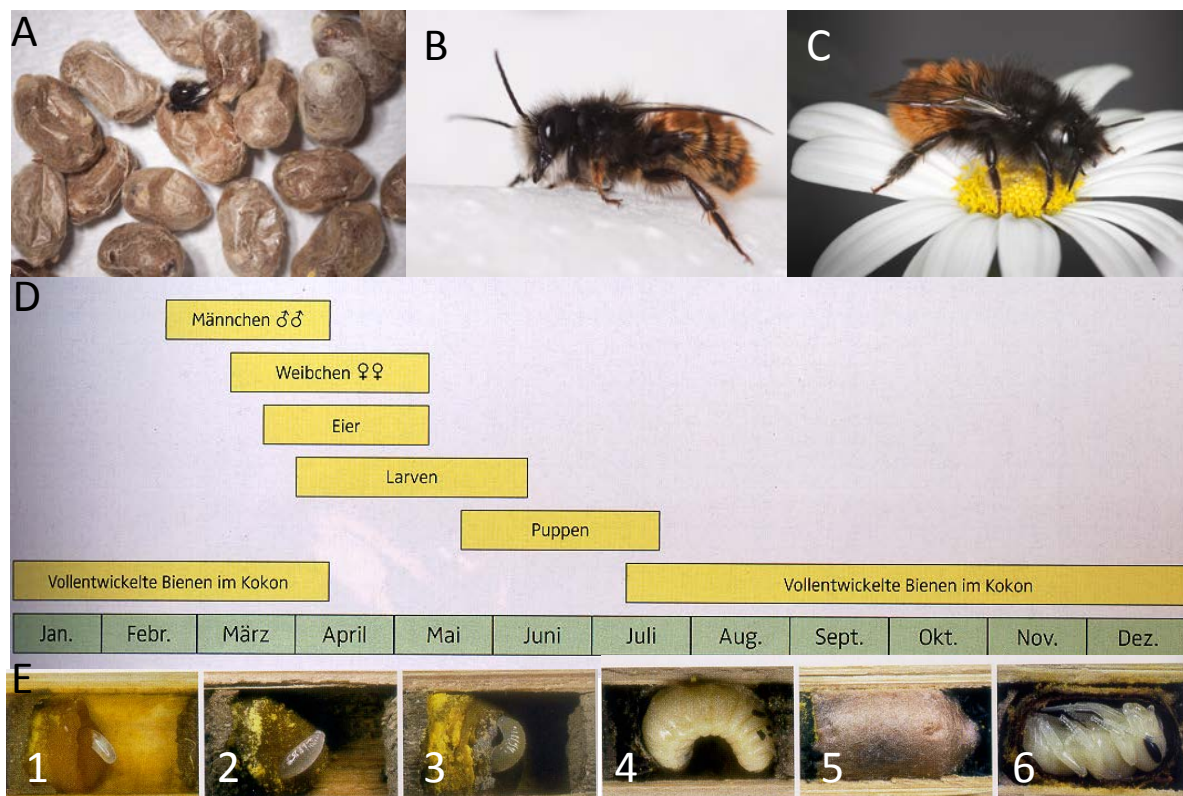 A
B
C
D
Männchen ♂♂
Weibchen ♀♀
Eier
Larven
Puppen
Vollentwickelte Bienen im Kokon
Vollentwickelte Bienen im Kokon
Jan. Febr. März April Mai Juni Juli Aug. Sept. Okt. Nov. Dez.
E
1 2 3 4 5 6